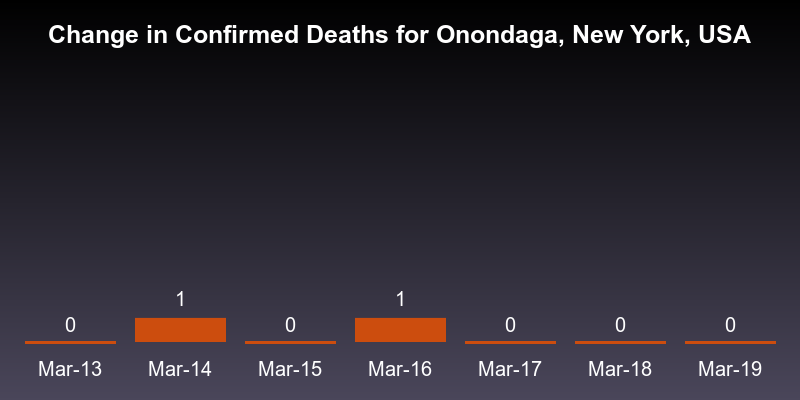 Change in Confirmed Deaths for Onondaga, New York, USA
0 1 0 1 0 0 0
Mar-13 Mar-14 Mar-15 Mar-16 Mar-17 Mar-18 Mar-19